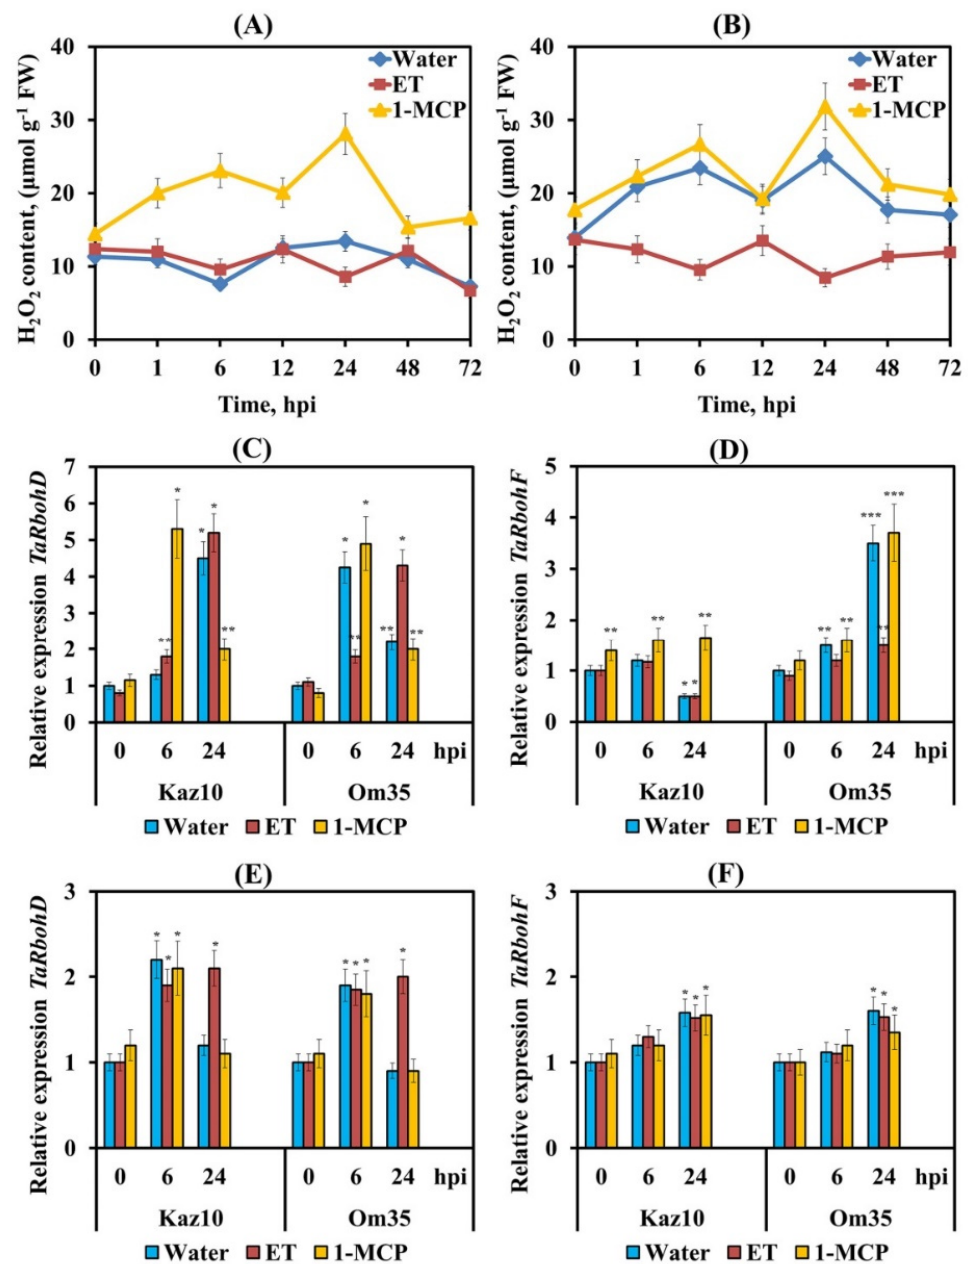 (A)
H₂O₂ content, (μmol g⁻¹ FW)
40
30
20
10
0
Water
ET
1-MCP
0 1 6 12 24 48 72
Time, hpi
(B)
H₂O₂ content, (μmol g⁻¹ FW)
40
30
20
10
0
Water
ET
1-MCP
0 1 6 12 24 48 72
Time, hpi
(C)
Relative expression TaRbohD
7
6
5
4
3
2
1
0
** * * * ** * ** * ** * **
0 6 24 0 6 24 hpi
Kaz10 Om35
Water ET 1-MCP
(D)
Relative expression TaRbohF
5
4
3
2
1
0
** ** * * ** ** ** *** ** ***
0 6 24 0 6 24 hpi
Kaz10 Om35
Water ET 1-MCP
(E)
Relative expression TaRbohD
3
2
1
0
* * * * * * * *
0 6 24 0 6 24 hpi
Kaz10 Om35
Water ET 1-MCP
(F)
Relative expression TaRbohF
3
2
1
0
* * * * * *
0 6 24 0 6 24 hpi
Kaz10 Om35
Water ET 1-MCP